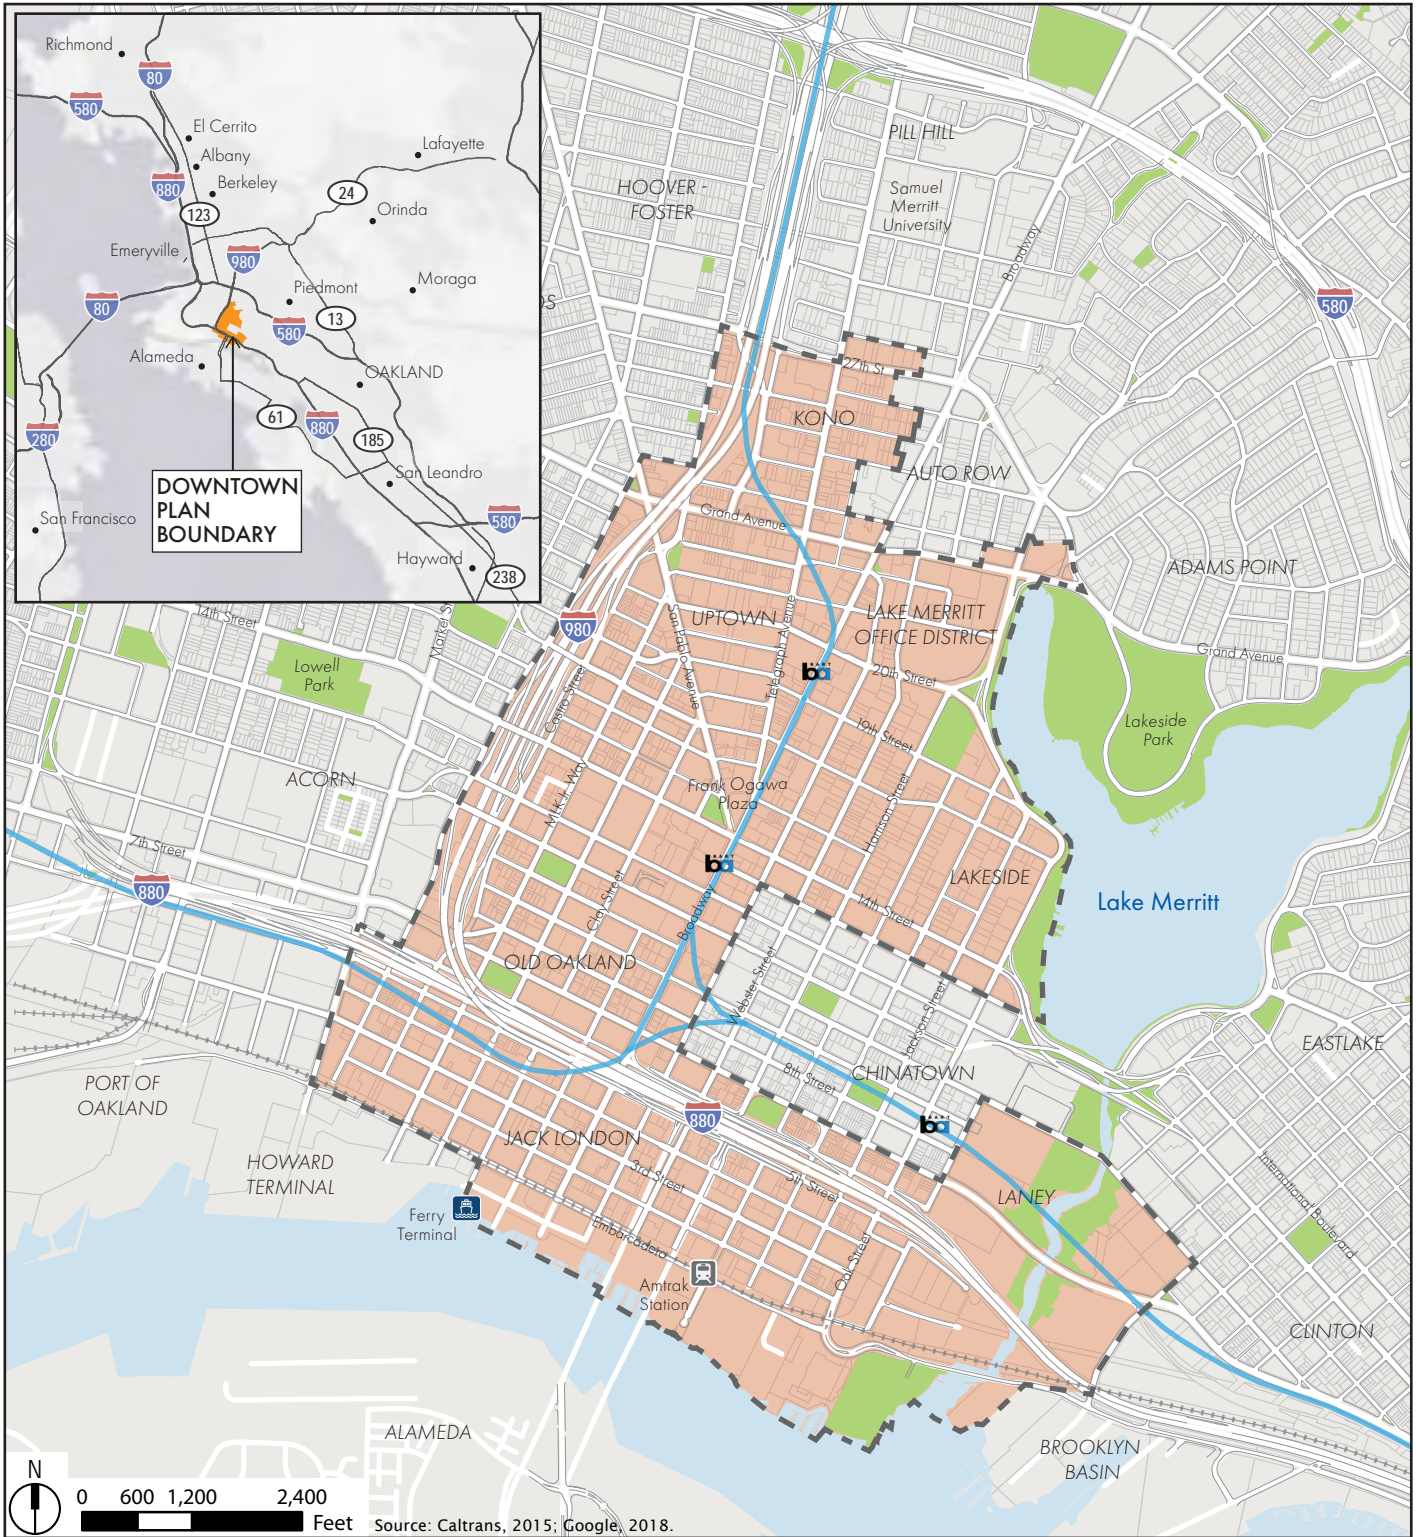 Richmond
80
580
El Cerrito
Albany
880
Berkeley
123
Lafayette
24
Orinda
Emeryville
980
Moraga
Piedmont
80
13
580
Alameda
OAKLAND
61
880
185
280
San Leandro
DOWNTOWN
PLAN
BOUNDARY
San Francisco
580
Hayward
238
PILL HILL
HOOVER -
FOSTER
Samuel
Merritt
University
Broadway
580
DS
27th St
KONO
AUTO ROW
Grand Avenue
ADAMS POINT
14th Street
Market St
980
San Pablo Avenue
UPTOWN
Telegraph Avenue
LAKE MERRITT
OFFICE DISTRICT
Grand Avenue
Lowell
Park
BART
ba
20th Street
Castro Street
19th Street
Lakeside
Park
ACORN
MLK Jr. Way
Frank Ogawa
Plaza
Harrison Street
7th Street
BART
ba
880
LAKESIDE
Lake Merritt
Clay Street
Broadway
14th Street
OLD OAKLAND
Webster Street
Jackson Street
EASTLAKE
8th Street
CHINATOWN
PORT OF
OAKLAND
880
BART
ba
JACK LONDON
HOWARD
TERMINAL
3rd Street
5th Street
LANEY
International Boulevard
Ferry
Terminal
Embarcadero
Oak Street
Amtrak
Station
CLINTON
ALAMEDA
BROOKLYN
BASIN
N
0 600 1,200 2,400
Feet
Source: Caltrans, 2015; Google, 2018.